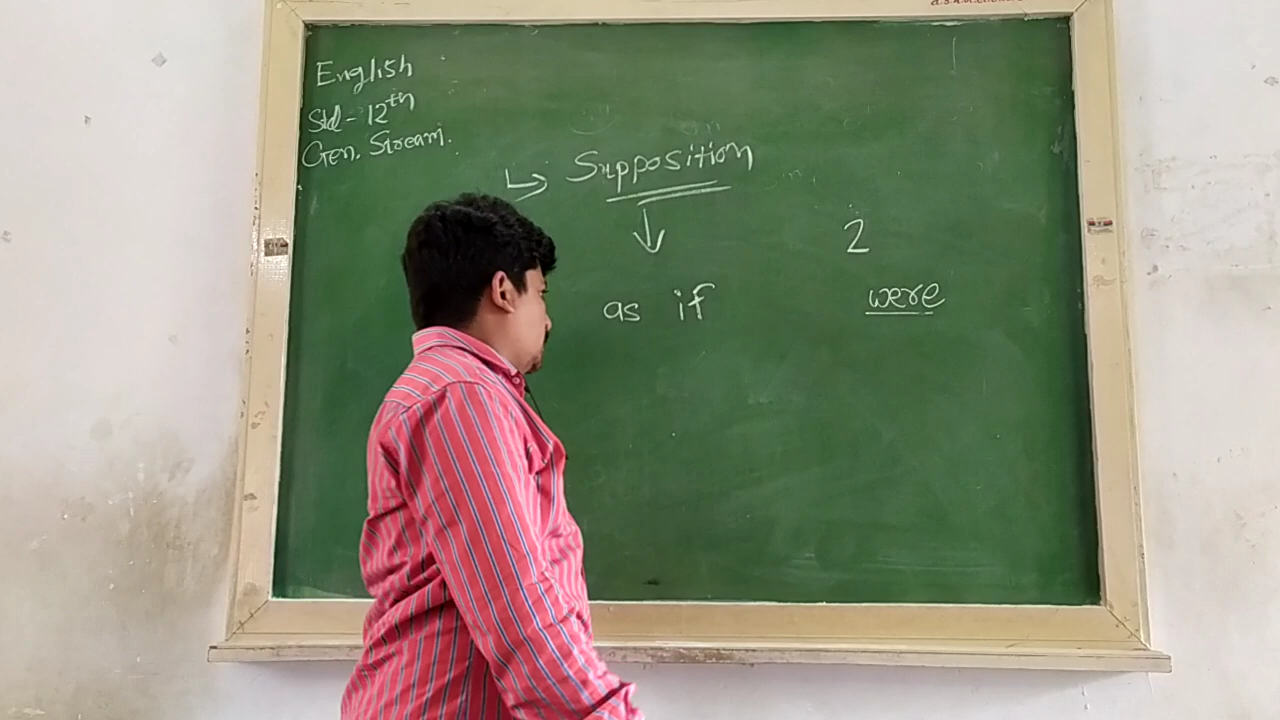 English
Std - 12th
Gen. Stream.
↳ Supposition
↓
2
as if
were